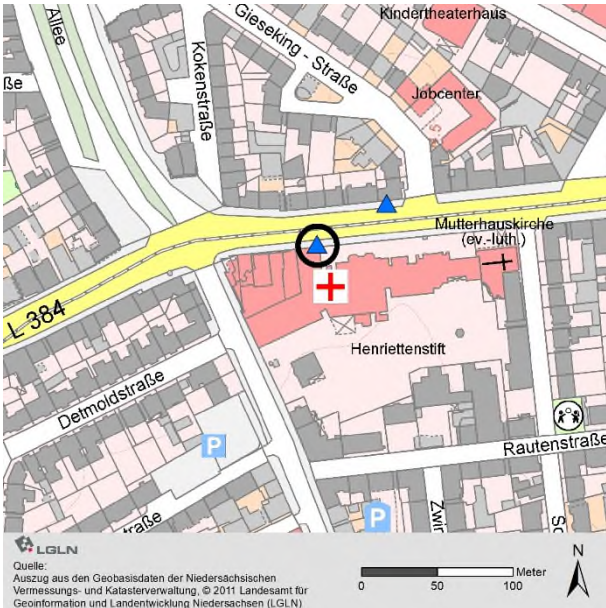 Allee
Kokenstraße
Gieseking - Straße
Kindertheaterhaus
Jobcenter
ße
Mutterhauskirche
(ev.-luth.)
L 384
Henriettenstift
Detmoldstraße
P
Rautenstraße
straße
P
LGLN
Quelle:
Auszug aus den Geobasisdaten der Niedersächsischen
Vermessungs- und Katasterverwaltung, © 2011 Landesamt für
Geoinformation und Landentwicklung Niedersachsen (LGLN)
Meter
0 50 100
N